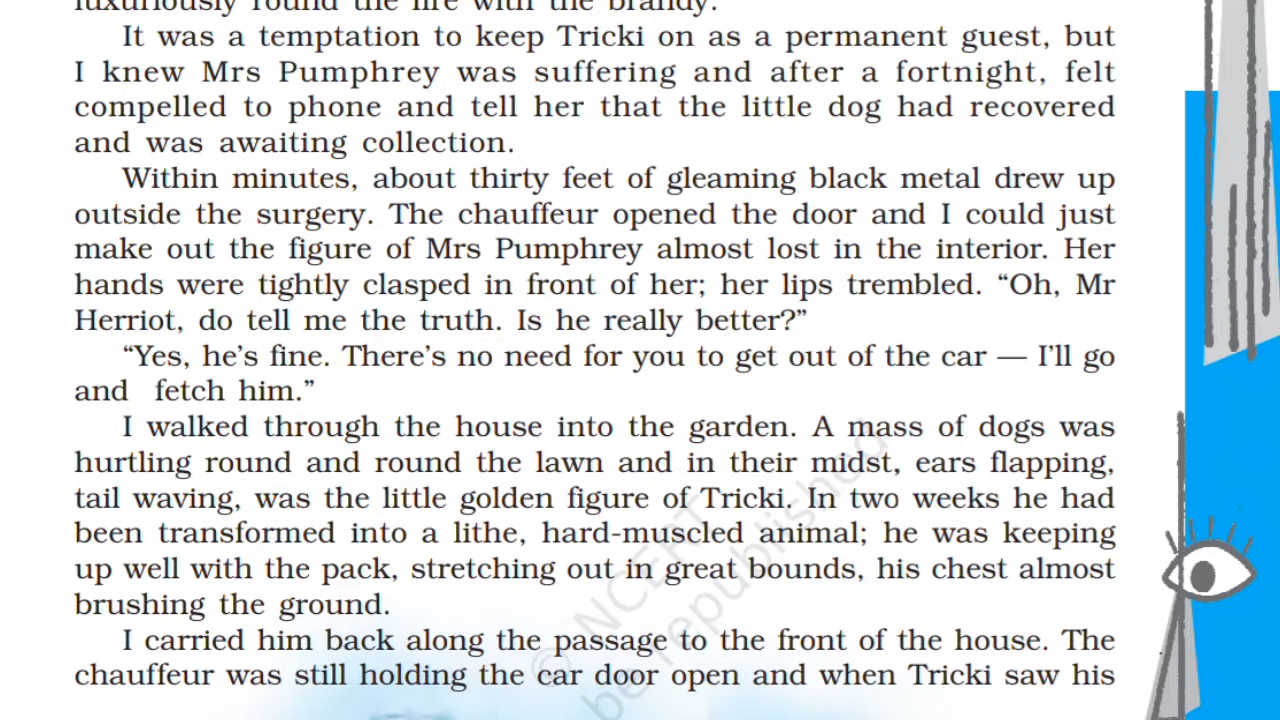 luxuriously round the fire with the brandy.
It was a temptation to keep Tricki on as a permanent guest, but
I knew Mrs Pumphrey was suffering and after a fortnight, felt
compelled to phone and tell her that the little dog had recovered
and was awaiting collection.
Within minutes, about thirty feet of gleaming black metal drew up
outside the surgery. The chauffeur opened the door and I could just
make out the figure of Mrs Pumphrey almost lost in the interior. Her
hands were tightly clasped in front of her; her lips trembled. “Oh, Mr
Herriot, do tell me the truth. Is he really better?”
“Yes, he’s fine. There’s no need for you to get out of the car — I’ll go
and fetch him.”
I walked through the house into the garden. A mass of dogs was
hurtling round and round the lawn and in their midst, ears flapping,
tail waving, was the little golden figure of Tricki. In two weeks he had
been transformed into a lithe, hard-muscled animal; he was keeping
up well with the pack, stretching out in great bounds, his chest almost
brushing the ground.
I carried him back along the passage to the front of the house. The
chauffeur was still holding the car door open and when Tricki saw his
© NCERT
be republished